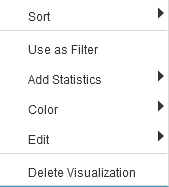 Sort
Use as Filter
Add Statistics
Color
Edit
Delete Visualization